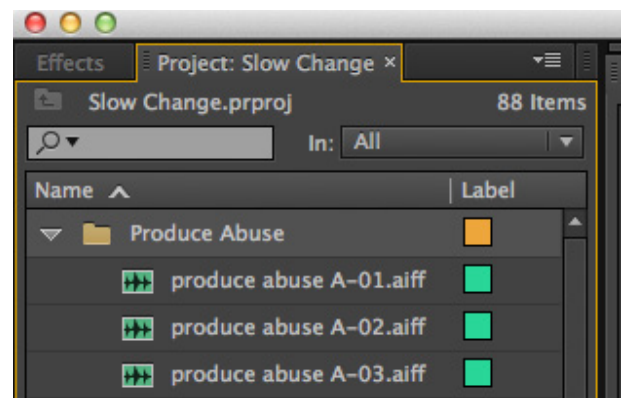 Effects Project: Slow Change ×
Slow Change.prproj 88 Items
In: All
Name Label
Produce Abuse
produce abuse A-01.aiff
produce abuse A-02.aiff
produce abuse A-03.aiff